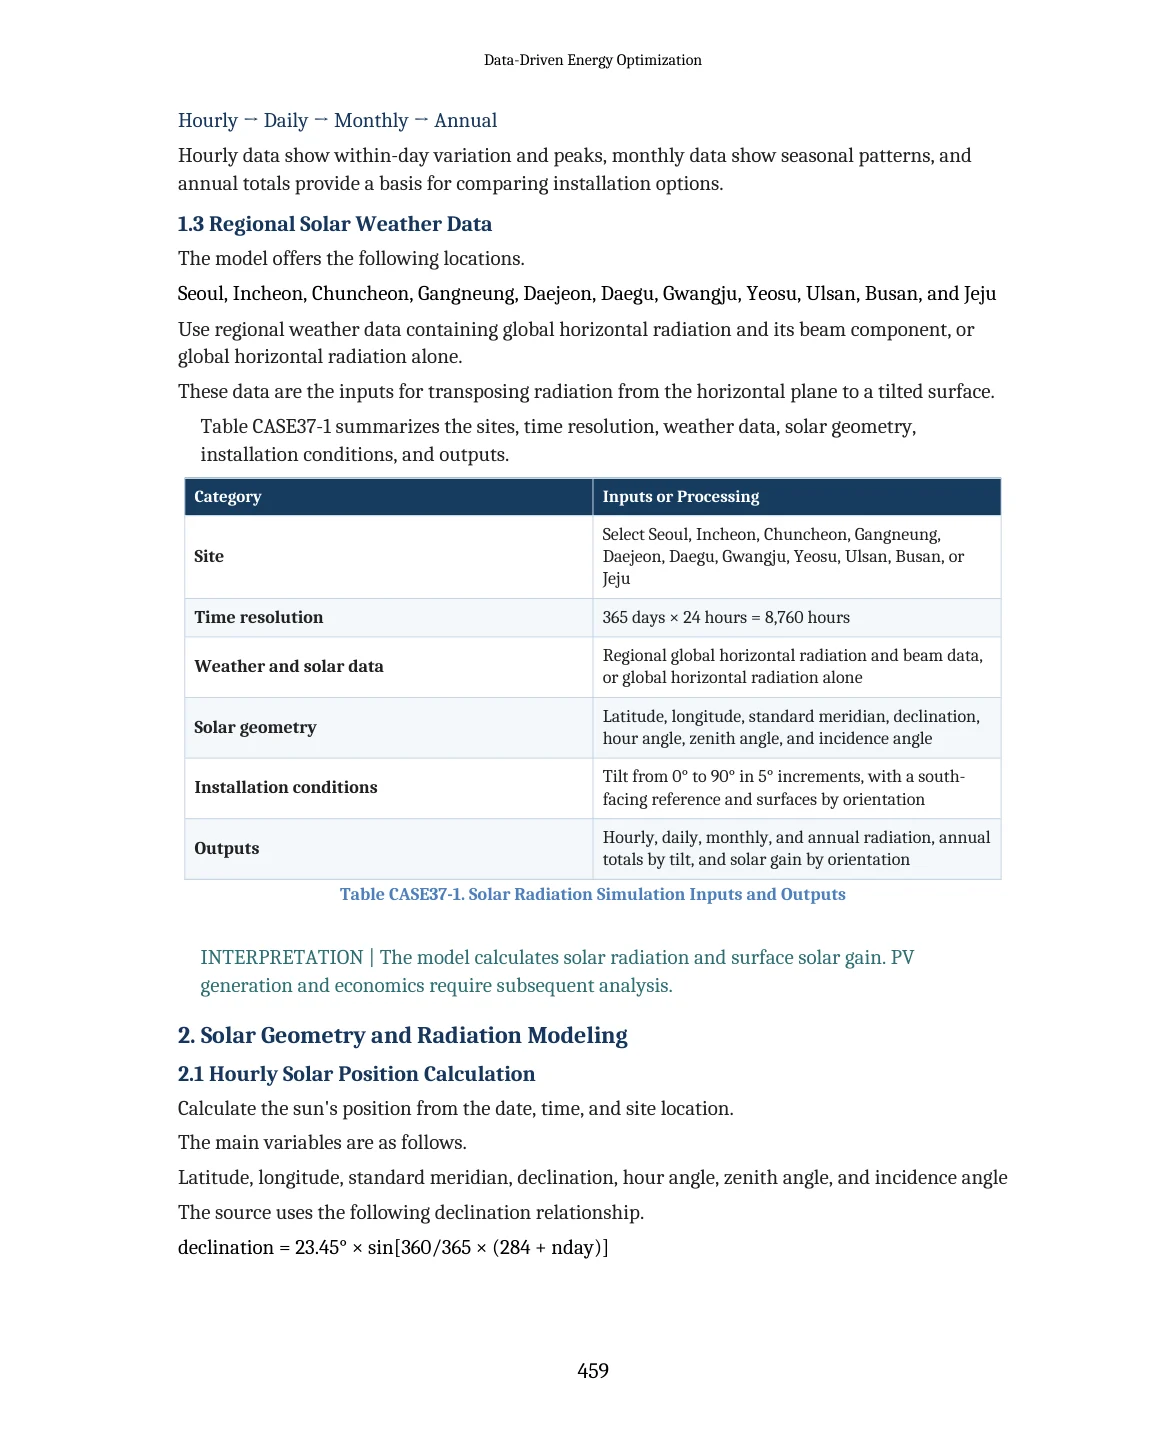 Data-Driven Energy Optimization
Hourly → Daily → Monthly → Annual
Hourly data show within-day variation and peaks, monthly data show seasonal patterns, and
annual totals provide a basis for comparing installation options.
1.3 Regional Solar Weather Data
The model offers the following locations.
Seoul, Incheon, Chuncheon, Gangneung, Daejeon, Daegu, Gwangju, Yeosu, Ulsan, Busan, and Jeju
Use regional weather data containing global horizontal radiation and its beam component, or
global horizontal radiation alone.
These data are the inputs for transposing radiation from the horizontal plane to a tilted surface.
Table CASE37-1 summarizes the sites, time resolution, weather data, solar geometry,
installation conditions, and outputs.
Category
Inputs or Processing
Site
Select Seoul, Incheon, Chuncheon, Gangneung,
Daejeon, Daegu, Gwangju, Yeosu, Ulsan, Busan, or
Jeju
Time resolution
365 days × 24 hours = 8,760 hours
Weather and solar data
Regional global horizontal radiation and beam data,
or global horizontal radiation alone
Solar geometry
Latitude, longitude, standard meridian, declination,
hour angle, zenith angle, and incidence angle
Installation conditions
Tilt from 0° to 90° in 5° increments, with a south-
facing reference and surfaces by orientation
Outputs
Hourly, daily, monthly, and annual radiation, annual
totals by tilt, and solar gain by orientation
Table CASE37-1. Solar Radiation Simulation Inputs and Outputs
INTERPRETATION | The model calculates solar radiation and surface solar gain. PV
generation and economics require subsequent analysis.
2. Solar Geometry and Radiation Modeling
2.1 Hourly Solar Position Calculation
Calculate the sun's position from the date, time, and site location.
The main variables are as follows.
Latitude, longitude, standard meridian, declination, hour angle, zenith angle, and incidence angle
The source uses the following declination relationship.
declination = 23.45° × sin[360/365 × (284 + nday)]
459